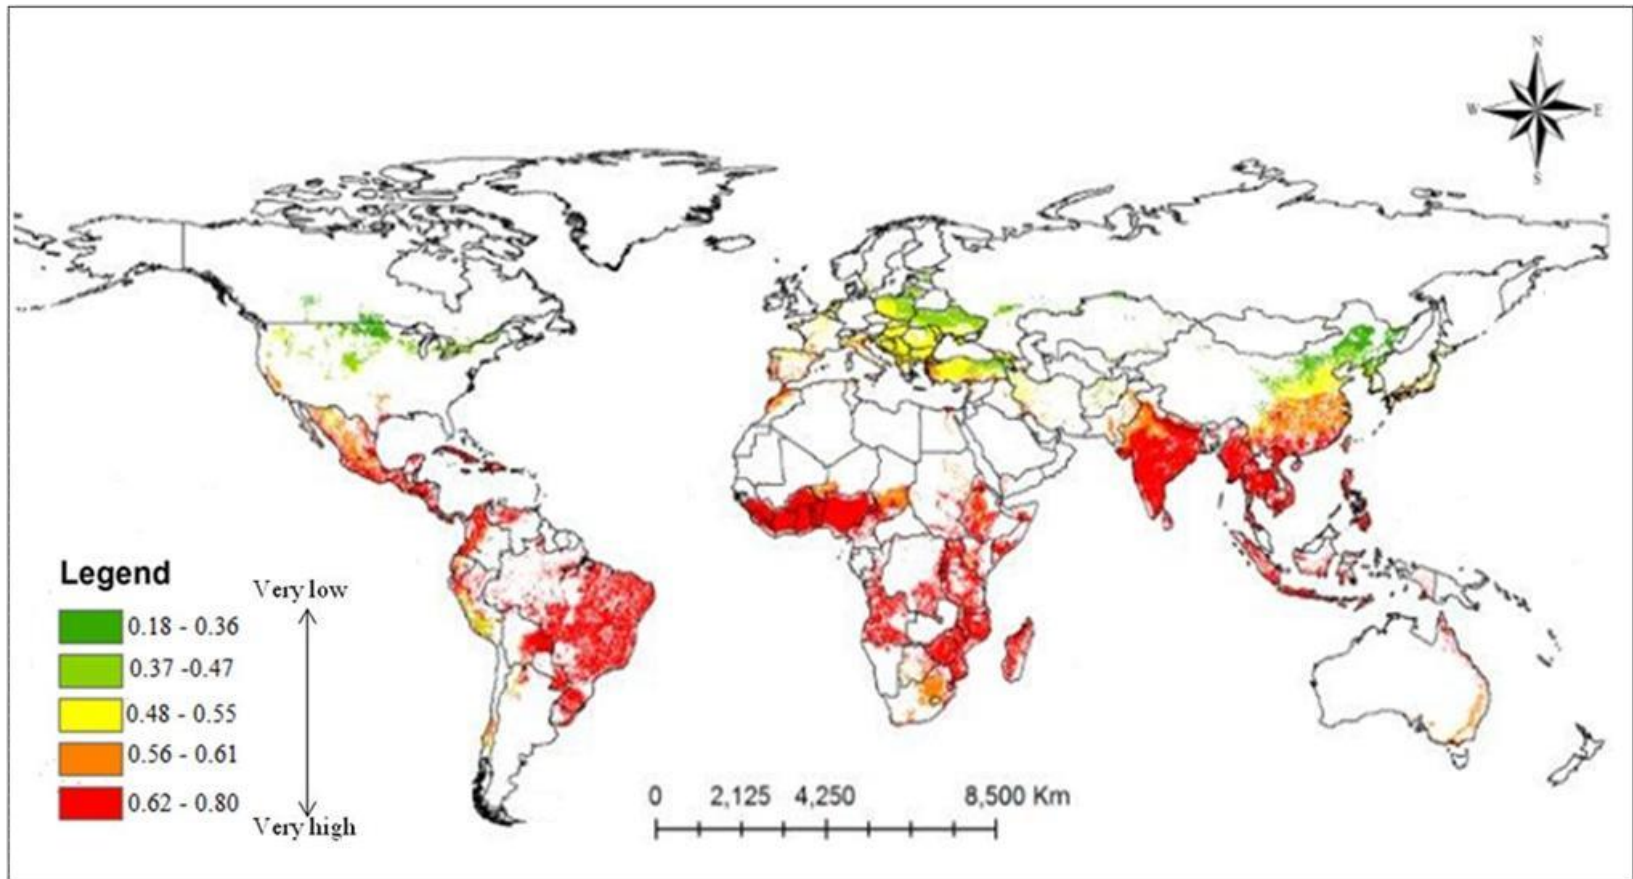 N
W E
S
Legend
Very low
0.18 - 0.36
0.37 -0.47
0.48 - 0.55
0.56 - 0.61
0.62 - 0.80
Very high
0 2,125 4,250 8,500 Km